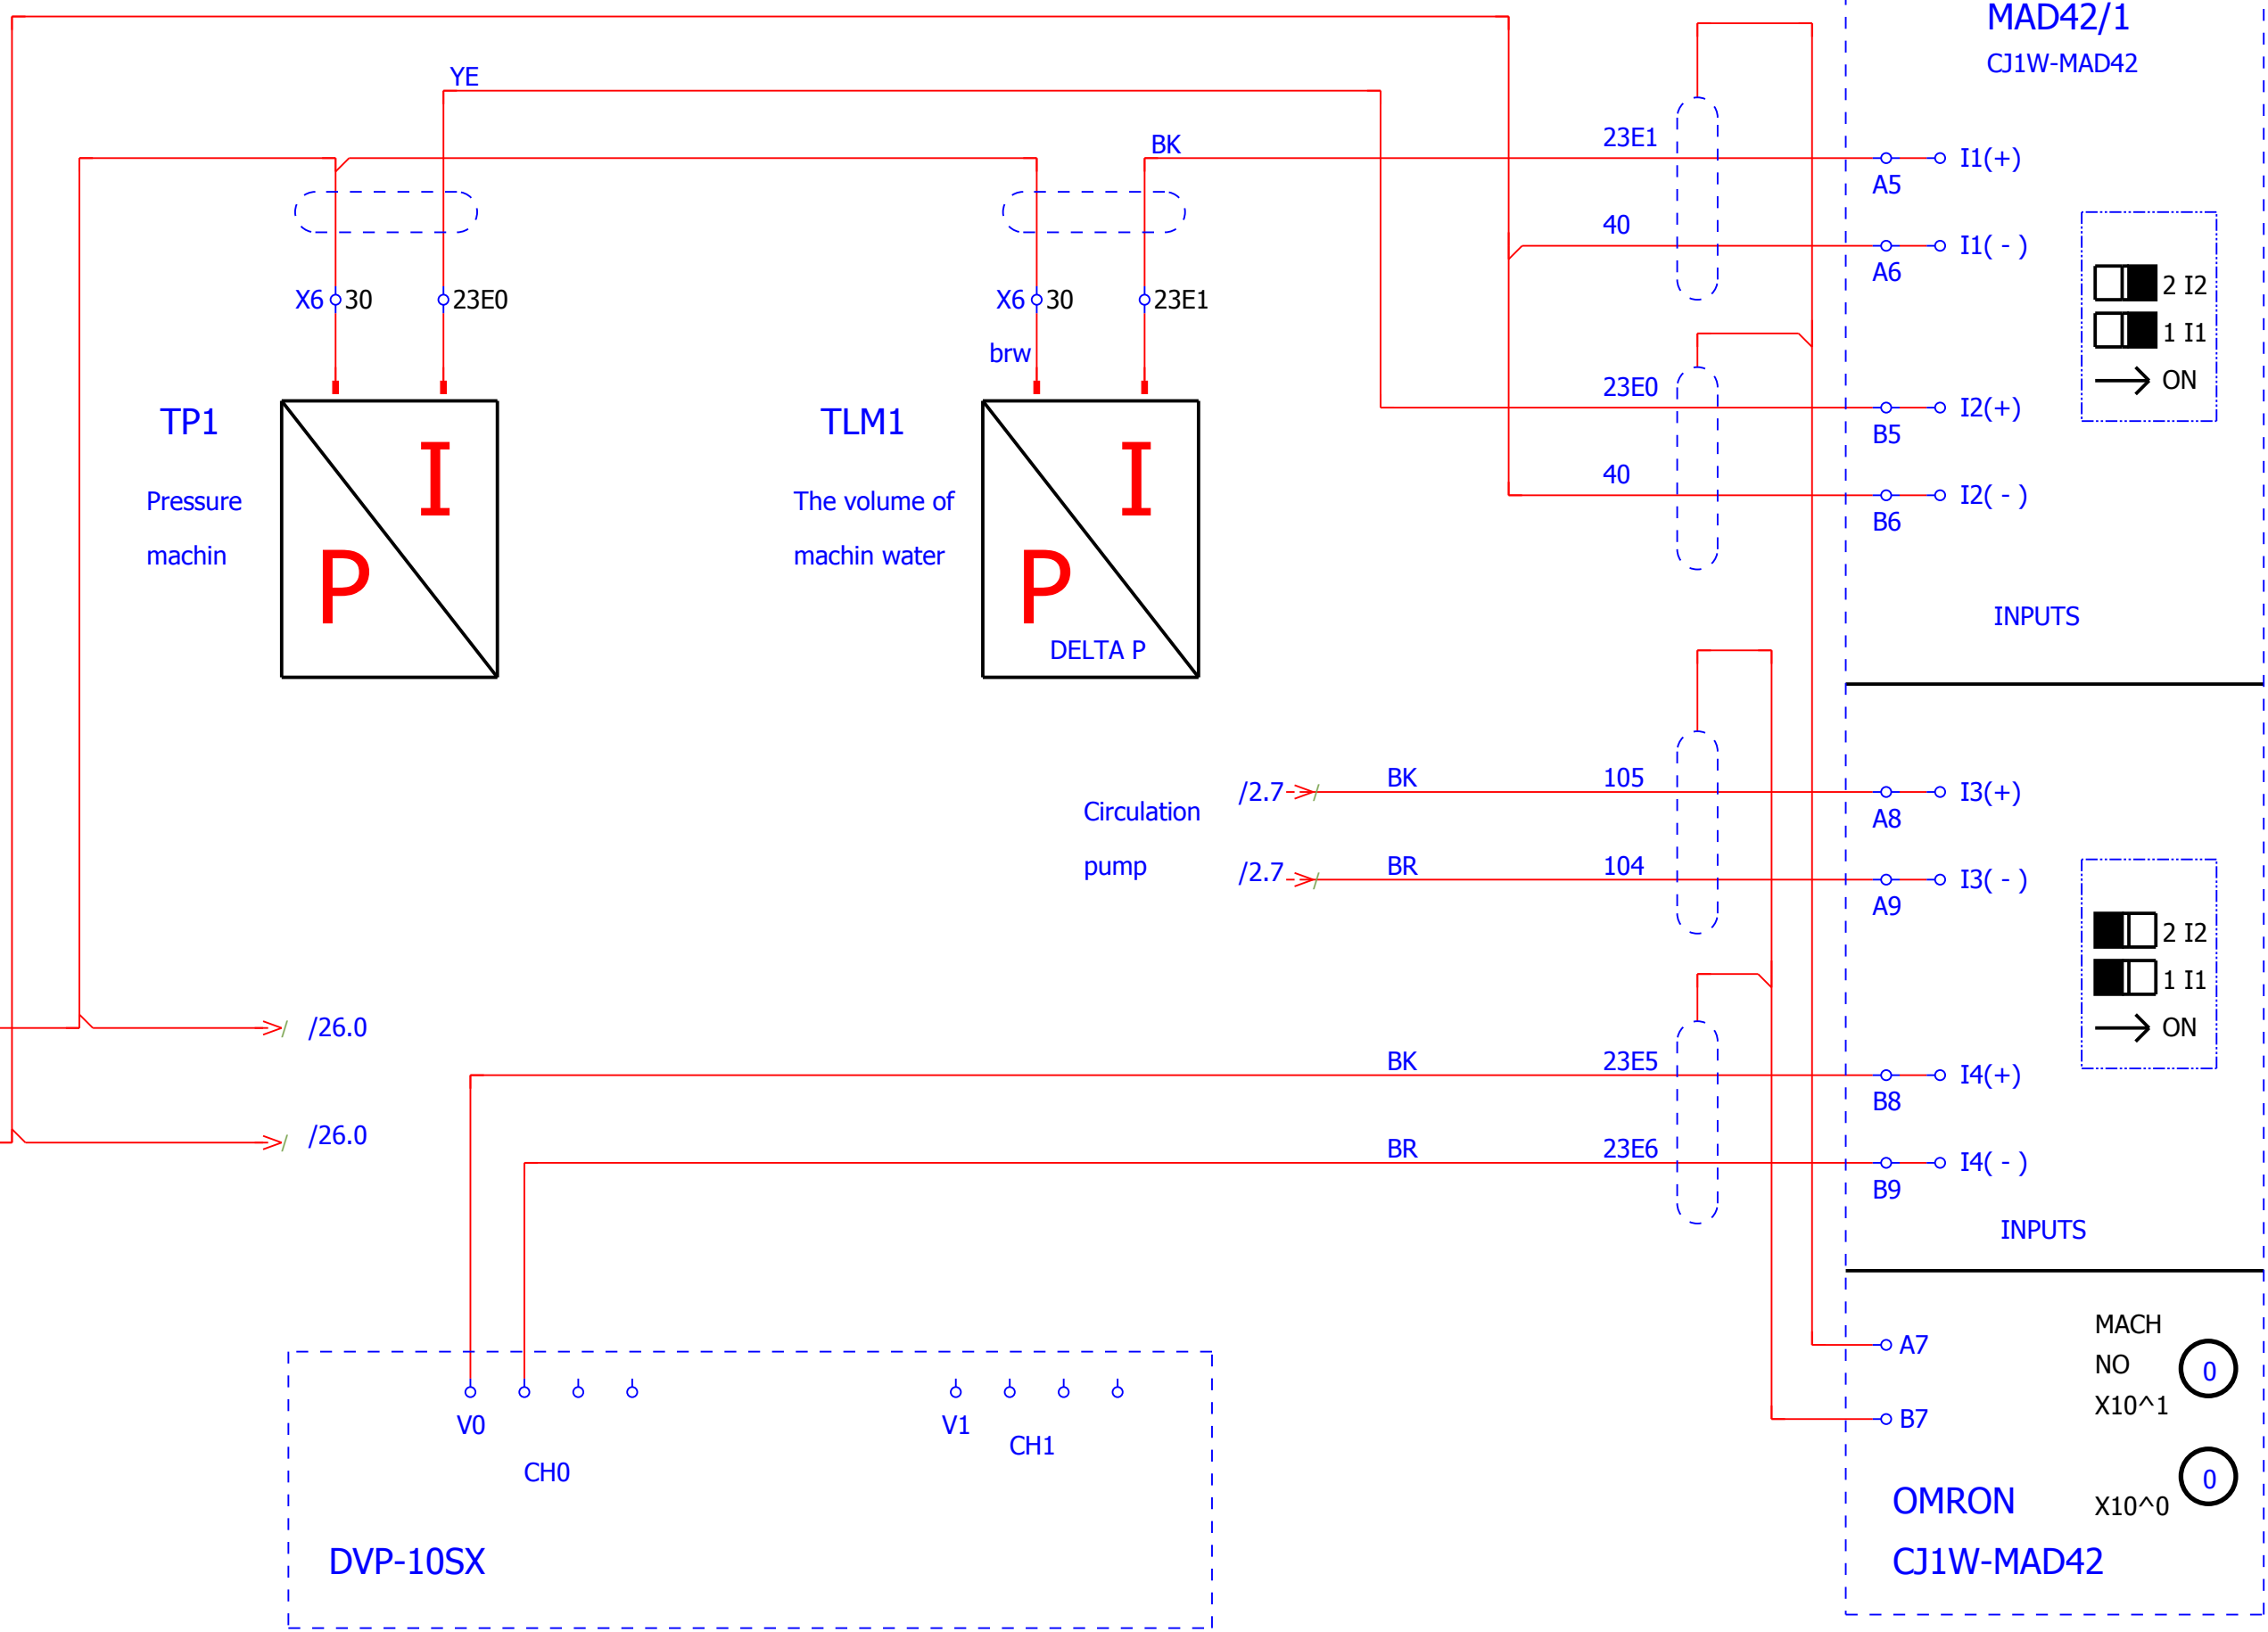 MAD42/1
CJ1W-MAD42
YE
BK
23E1
I1(+)
A5
40
I1( - )
A6
2 I2
1 I1
ON
X6
30
23E0
X6
30
23E1
brw
23E0
I2(+)
B5
40
I2( - )
B6
TP1
I
Pressure
machin
P
TLM1
I
The volume of
machin water
P
DELTA P
INPUTS
Circulation
pump
/2.7
BK
105
I3(+)
A8
/2.7
BR
104
I3( - )
A9
2 I2
1 I1
ON
/26.0
BK
23E5
I4(+)
B8
/26.0
BR
23E6
I4( - )
B9
INPUTS
A7
B7
MACH
NO
X10^1
0
X10^0
0
V0
CH0
V1
CH1
DVP-10SX
OMRON
CJ1W-MAD42